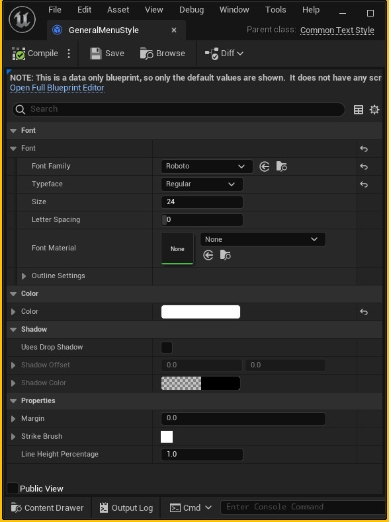 File Edit Asset View Debug Window Tools Help
GeneralMenuStyle
Parent class: Common Text Style
Compile Save Browse Diff
NOTE: This is a data only blueprint, so only the default values are shown. It does not have any scr
Open Full Blueprint Editor
Search
Font
Font
Font Family Roboto
Typeface Regular
Size 24
Letter Spacing 0
Font Material None None
Outline Settings
Color
Color
Shadow
Uses Drop Shadow
Shadow Offset 0.0 0.0
Shadow Color
Properties
Margin 0.0
Strike Brush
Line Height Percentage 1.0
Public View
Content Drawer Output Log Cmd Enter Console Command